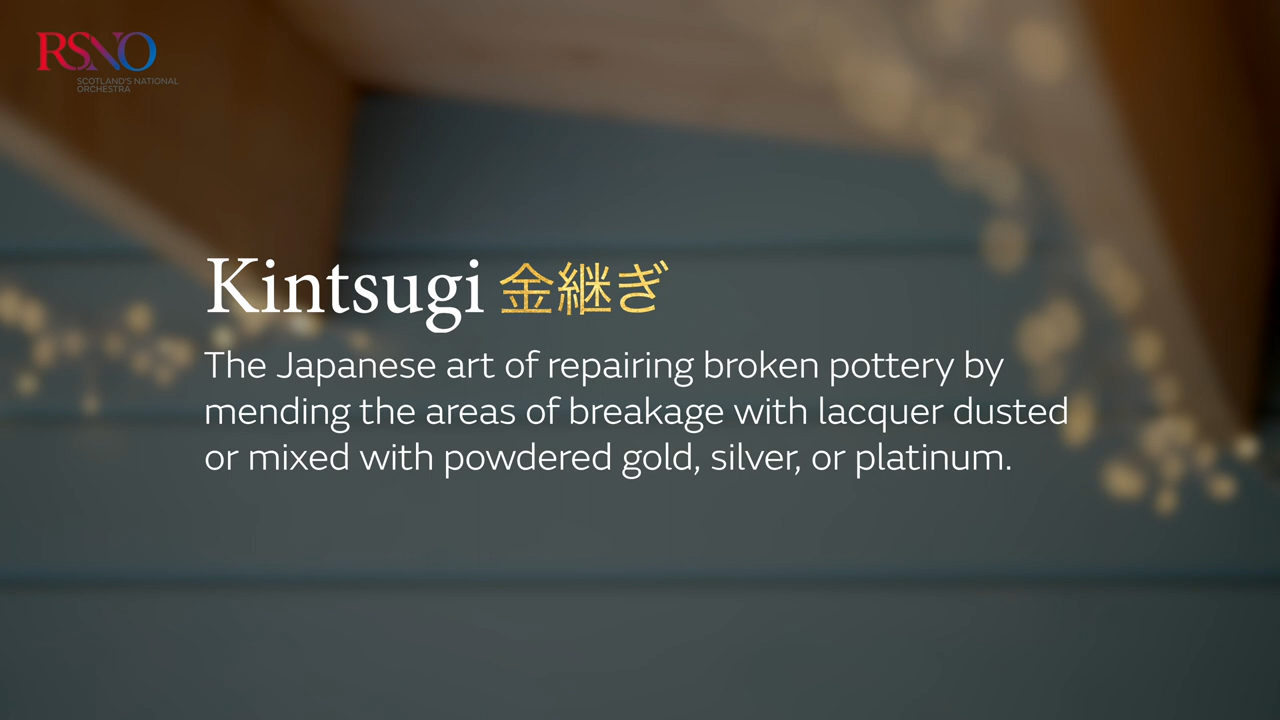 RSNO
SCOTLAND'S NATIONAL
ORCHESTRA
Kintsugi 金継ぎ
The Japanese art of repairing broken pottery by
mending the areas of breakage with lacquer dusted
or mixed with powdered gold, silver, or platinum.